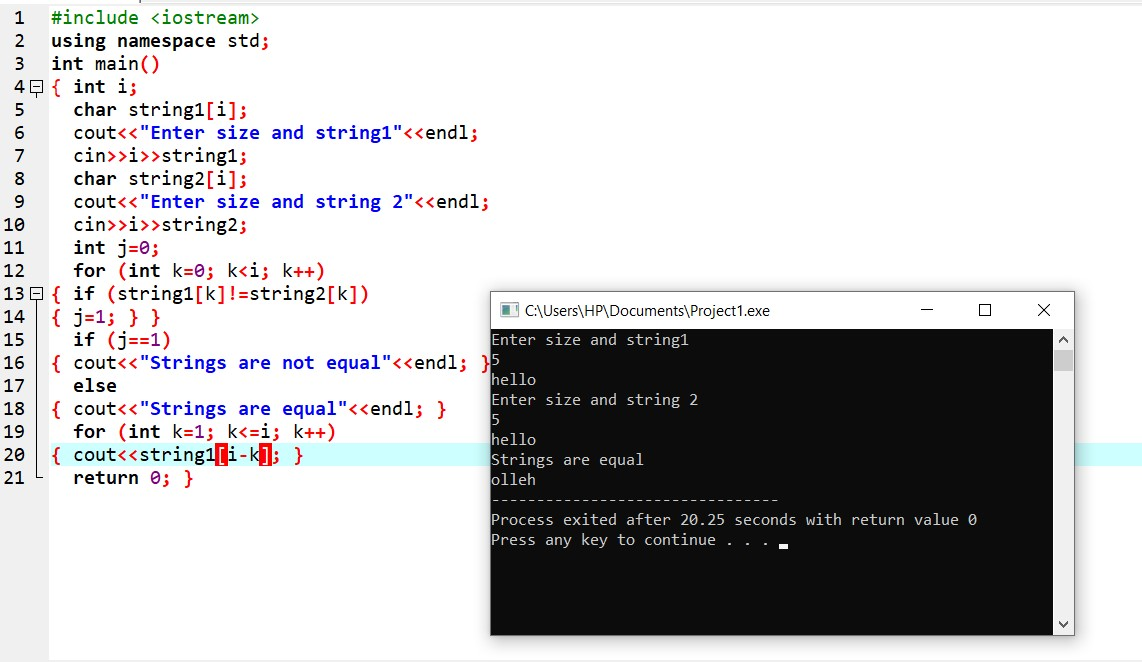 1 #include <iostream>
2 using namespace std;
3 int main()
4 { int i;
5 char string1[i];
6 cout<<"Enter size and string1"<<endl;
7 cin>>i>>string1;
8 char string2[i];
9 cout<<"Enter size and string 2"<<endl;
10 cin>>i>>string2;
11 int j=0;
12 for (int k=0; k<i; k++)
13 { if (string1[k]!=string2[k])
14 { j=1; } }
15 if (j==1)
16 { cout<<"Strings are not equal"<<endl; }
17 else
18 { cout<<"Strings are equal"<<endl; }
19 for (int k=1; k<=i; k++)
20 { cout<<string1[i-k]; }
21 return 0; }
C:\Users\HP\Documents\Project1.exe
Enter size and string1
5
hello
Enter size and string 2
5
hello
Strings are equal
olleh
--------------------------------
Process exited after 20.25 seconds with return value 0
Press any key to continue . . .